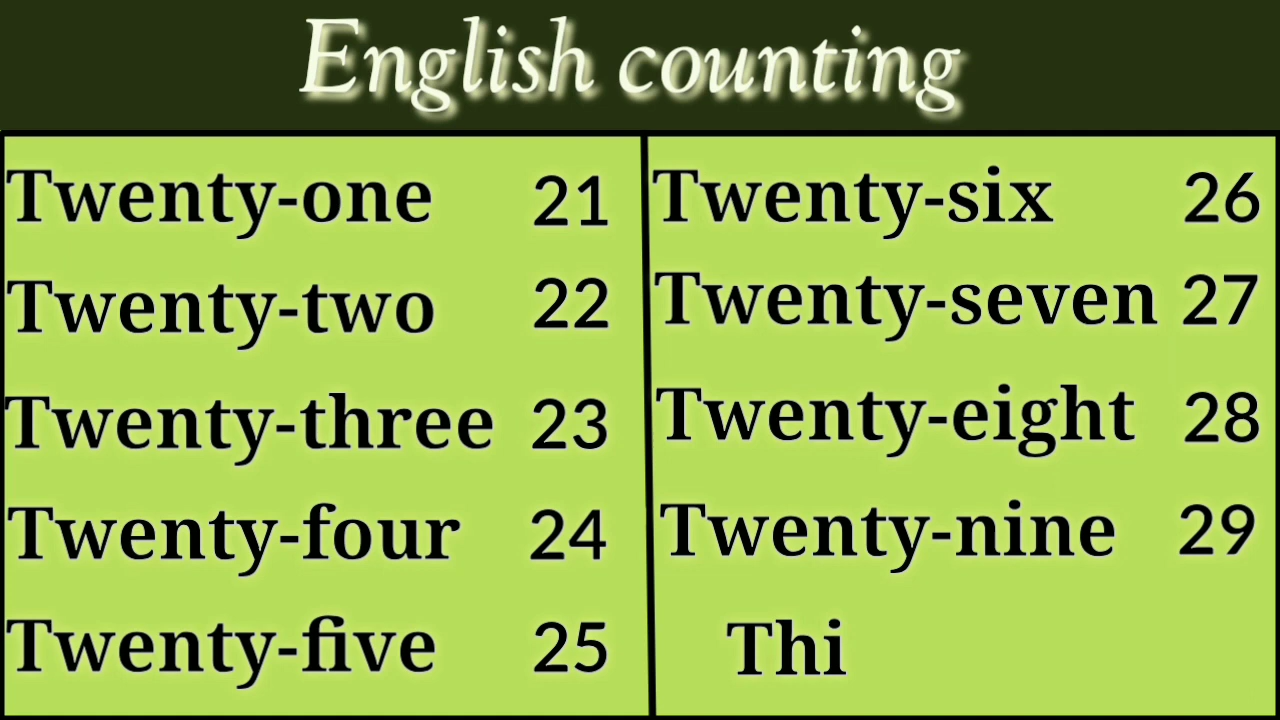 English counting
Twenty-one 21
Twenty-two 22
Twenty-three 23
Twenty-four 24
Twenty-five 25
Twenty-six 26
Twenty-seven 27
Twenty-eight 28
Twenty-nine 29
Thi